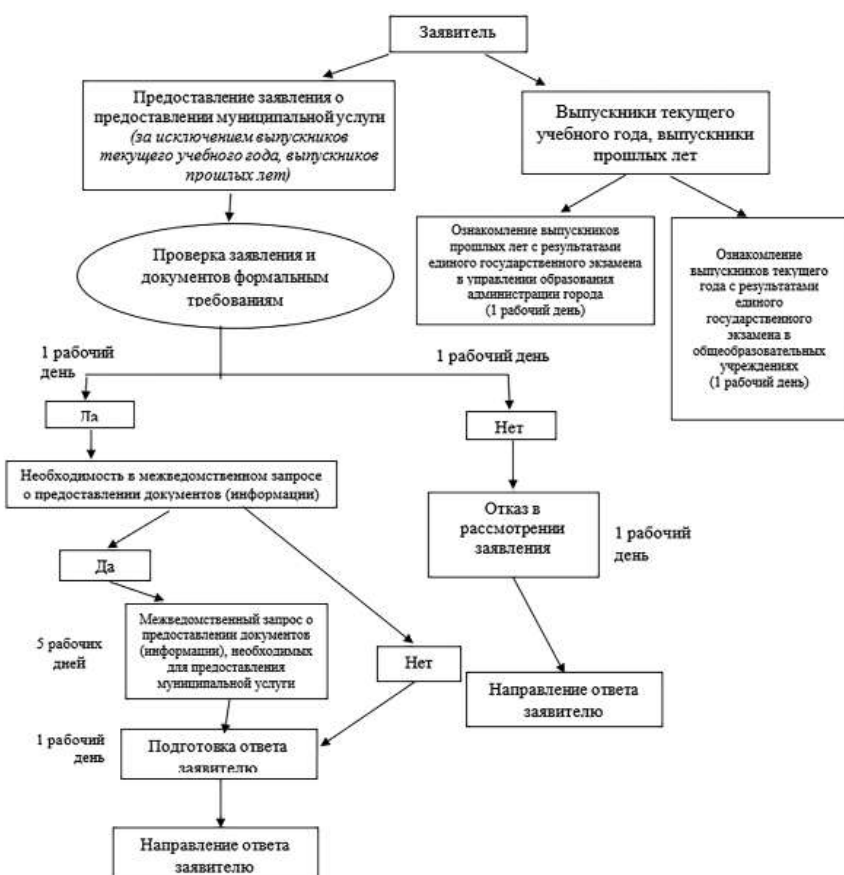 Заявитель
Предоставление заявления о
предоставлении муниципальной услуги
(за исключением выпускников
текущего учебного года, выпускников
прошлых лет)
Выпускники текущего
учебного года, выпускники
прошлых лет
Проверка заявления и
документов формальным
требованиям
Ознакомление выпускников
прошлых лет с результатами
единого государственного экзамена
в управлении образования
администрации города
(1 рабочий день)
Ознакомление
выпускников текущего
года с результатами
единого
государственного
экзамена в
общеобразовательных
учреждениях
(1 рабочий день)
1 рабочий
день
1 рабочий день
Да
Нет
Необходимость в межведомственном запросе
о предоставлении документов (информации)
Отказ в
рассмотрении
заявления
1 рабочий
день
Да
Межведомственный запрос о
предоставлении документов
(информации), необходимых
для предоставления
муниципальной услуги
5 рабочих
дней
Нет
Направление ответа
заявителю
1 рабочий
день
Подготовка ответа
заявителю
Направление ответа
заявителю